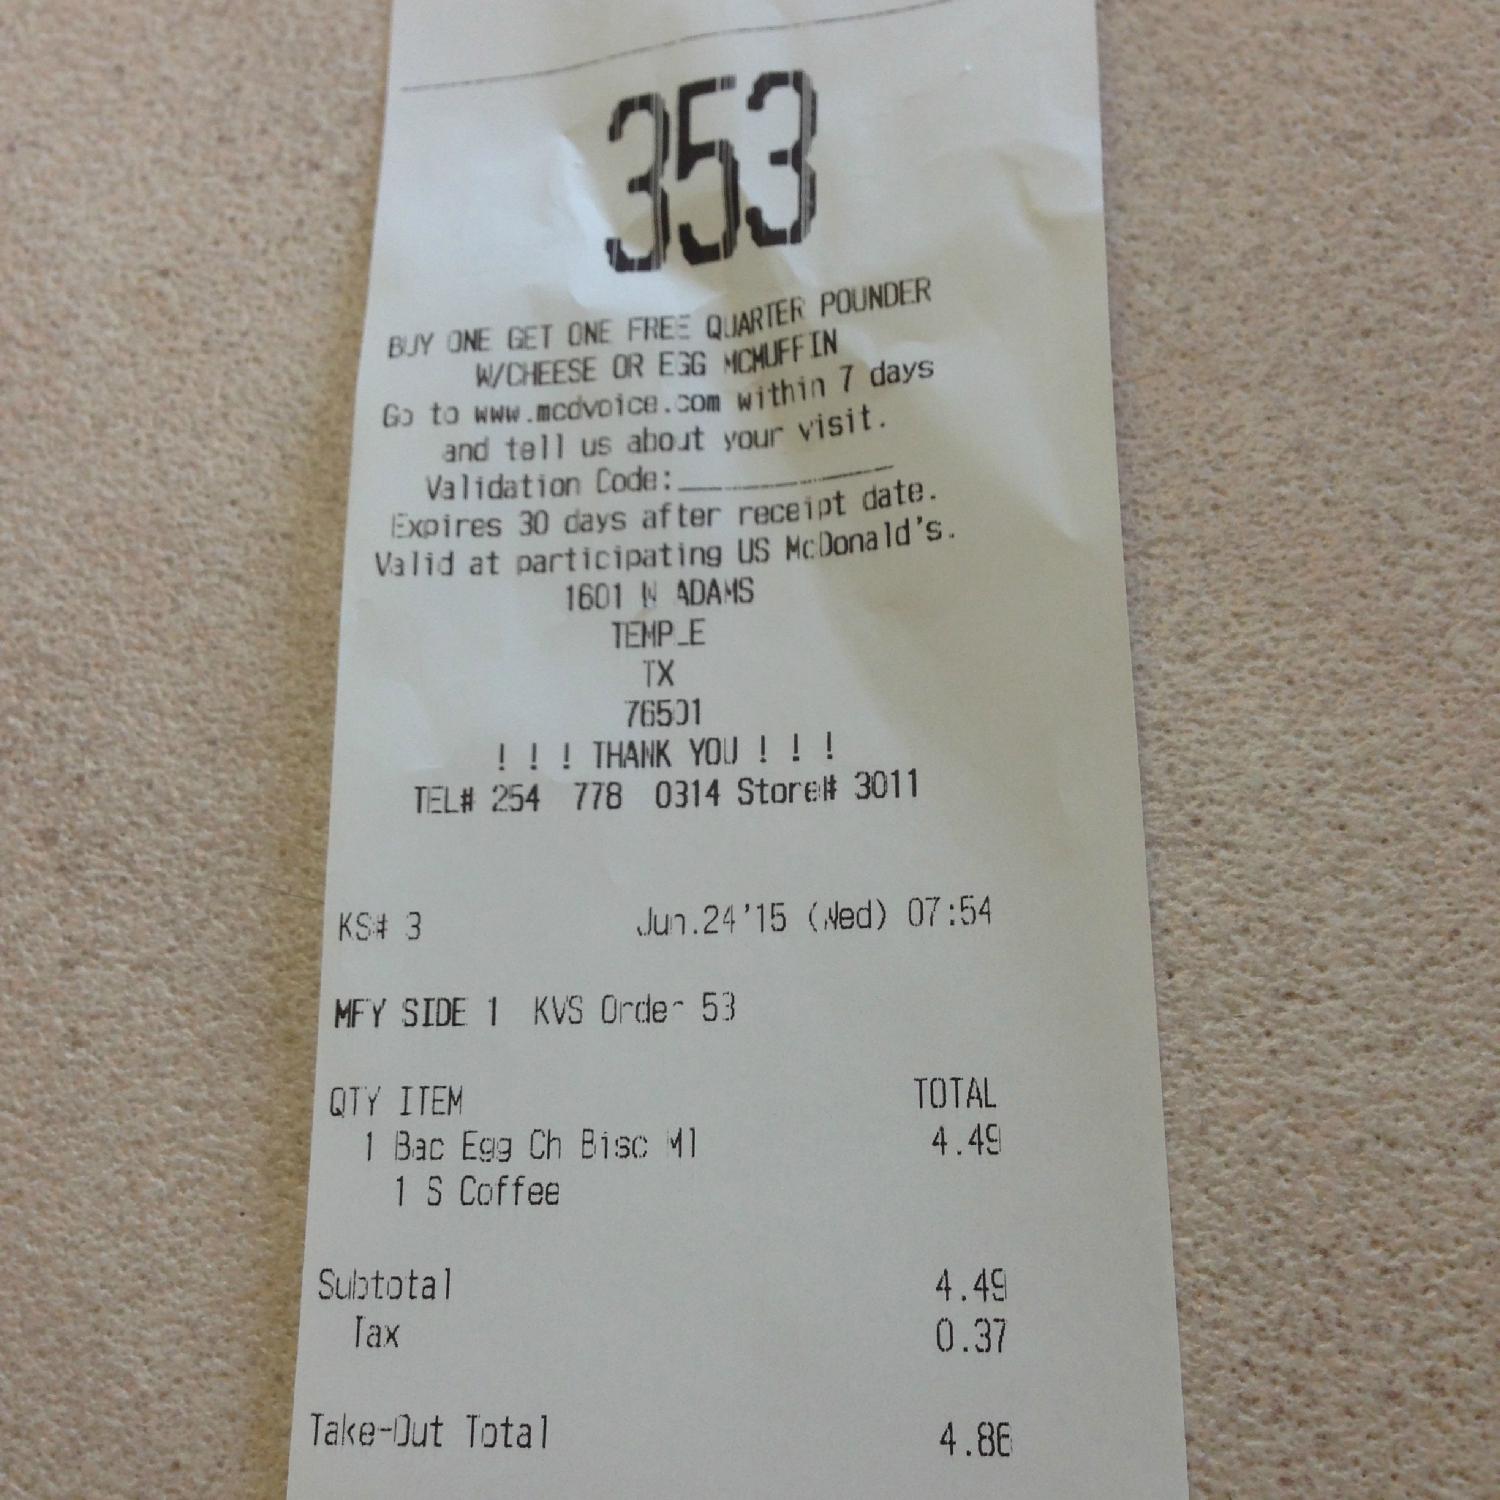 353
BUY ONE GET ONE FREE QUARTER POUNDER
W/CHEESE OR EGG MCMUFFIN
Go to www.mcdvoice.com within 7 days
and tell us about your visit.
Validation Code:__________
Expires 30 days after receipt date.
Valid at participating US McDonald's.
1601 W ADAMS
TEMPLE
TX
76501
! ! ! THANK YOU ! ! !
TEL# 254 778 0314 Store# 3011
KS# 3 Jun.24'15 (Wed) 07:54
MFY SIDE 1 KVS Order 53
QTY ITEM TOTAL
1 Bac Egg Ch Bisc Ml 4.49
1 S Coffee
Subtotal 4.49
Tax 0.37
Take-Out Total 4.86